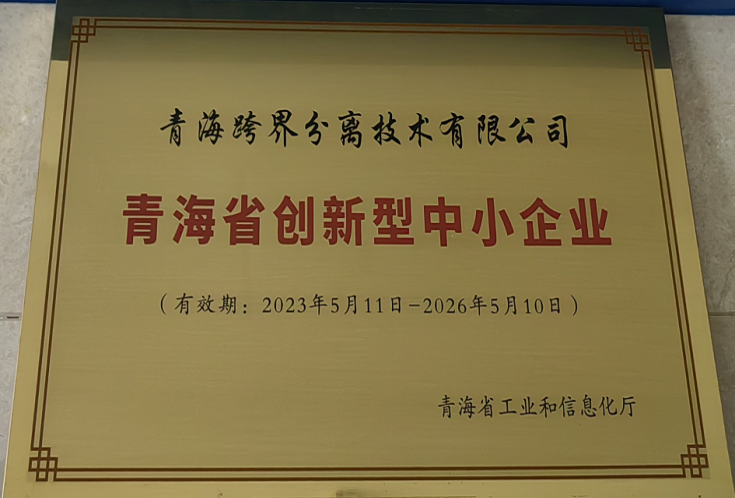 青海跨界分离技术有限公司
青海省创新型中小企业
（有效期：2023年5月11日-2026年5月10日）
青海省工业和信息化厅